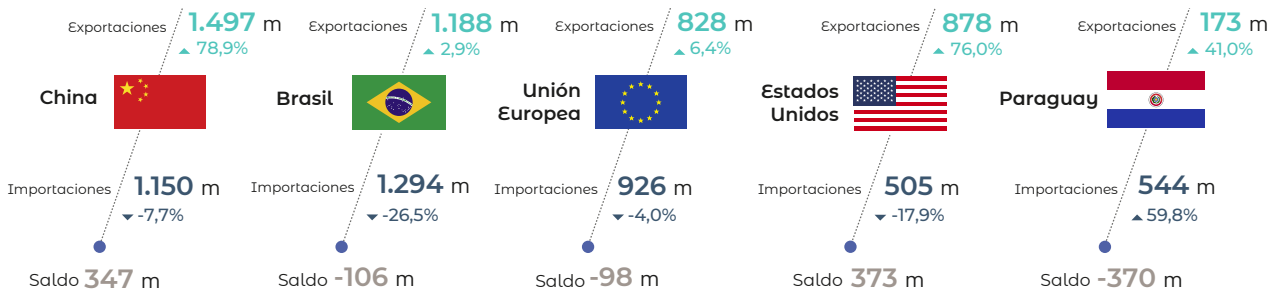 Exportaciones 1.497 m
▲ 78,9%
China
Importaciones 1.150 m
▼ -7,7%
Saldo 347 m
Exportaciones 1.188 m
▲ 2,9%
Brasil
Importaciones 1.294 m
▼ -26,5%
Saldo -106 m
Exportaciones 828 m
▲ 6,4%
Unión
Europea
Importaciones 926 m
▼ -4,0%
Saldo -98 m
Exportaciones 878 m
▲ 76,0%
Estados
Unidos
Importaciones 505 m
▼ -17,9%
Saldo 373 m
Exportaciones 173 m
▲ 41,0%
Paraguay
Importaciones 544 m
▲ 59,8%
Saldo -370 m